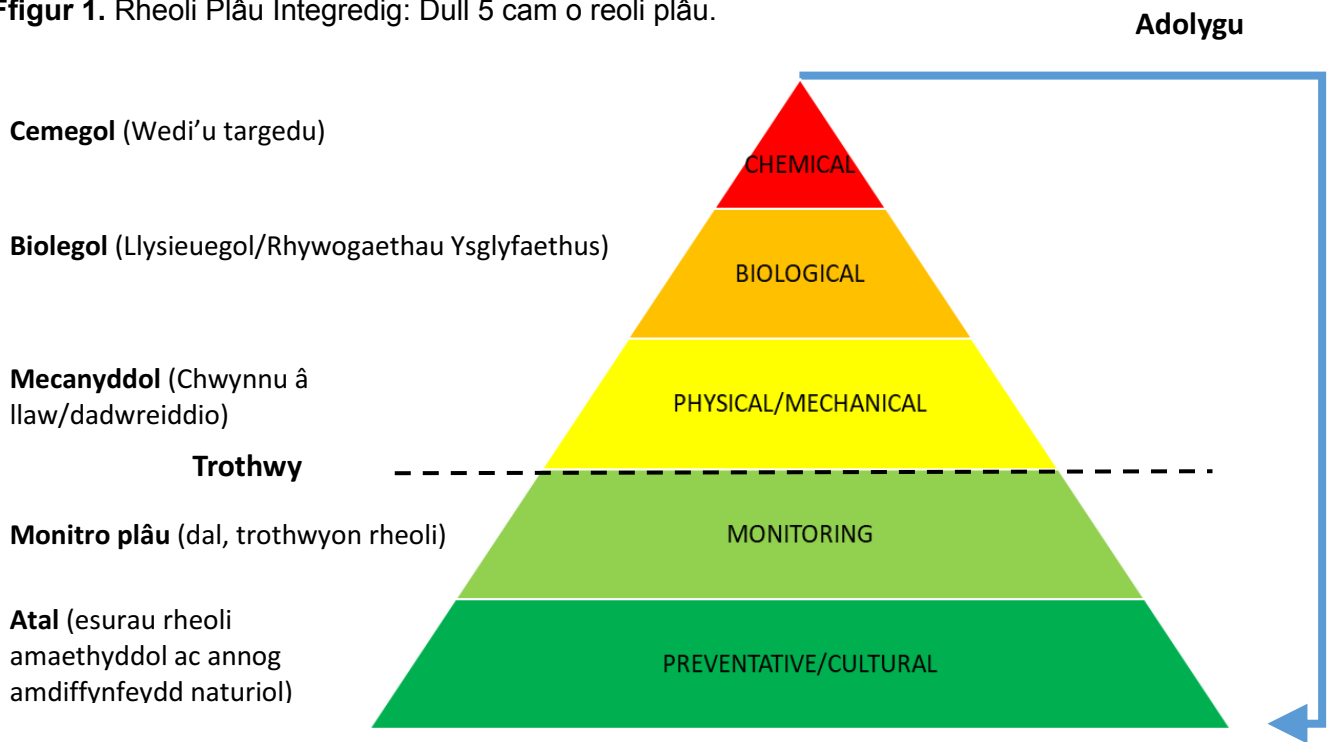 Ffigur 1. Rheoli Plâu Integredig: Dull 5 cam o reoli plâu.
Adolygu
Cemegol (Wedi’u targedu)
CHEMICAL
Biolegol (Llysieuegol/Rhywogaethau Ysglyfaethus)
BIOLOGICAL
Mecanyddol (Chwynnu â
llaw/dadwreiddio)
PHYSICAL/MECHANICAL
Trothwy
Monitro plâu (dal, trothwyon rheoli)
MONITORING
Atal (esurau rheoli
amaethyddol ac annog
amdiffynfeydd naturiol)
PREVENTATIVE/CULTURAL